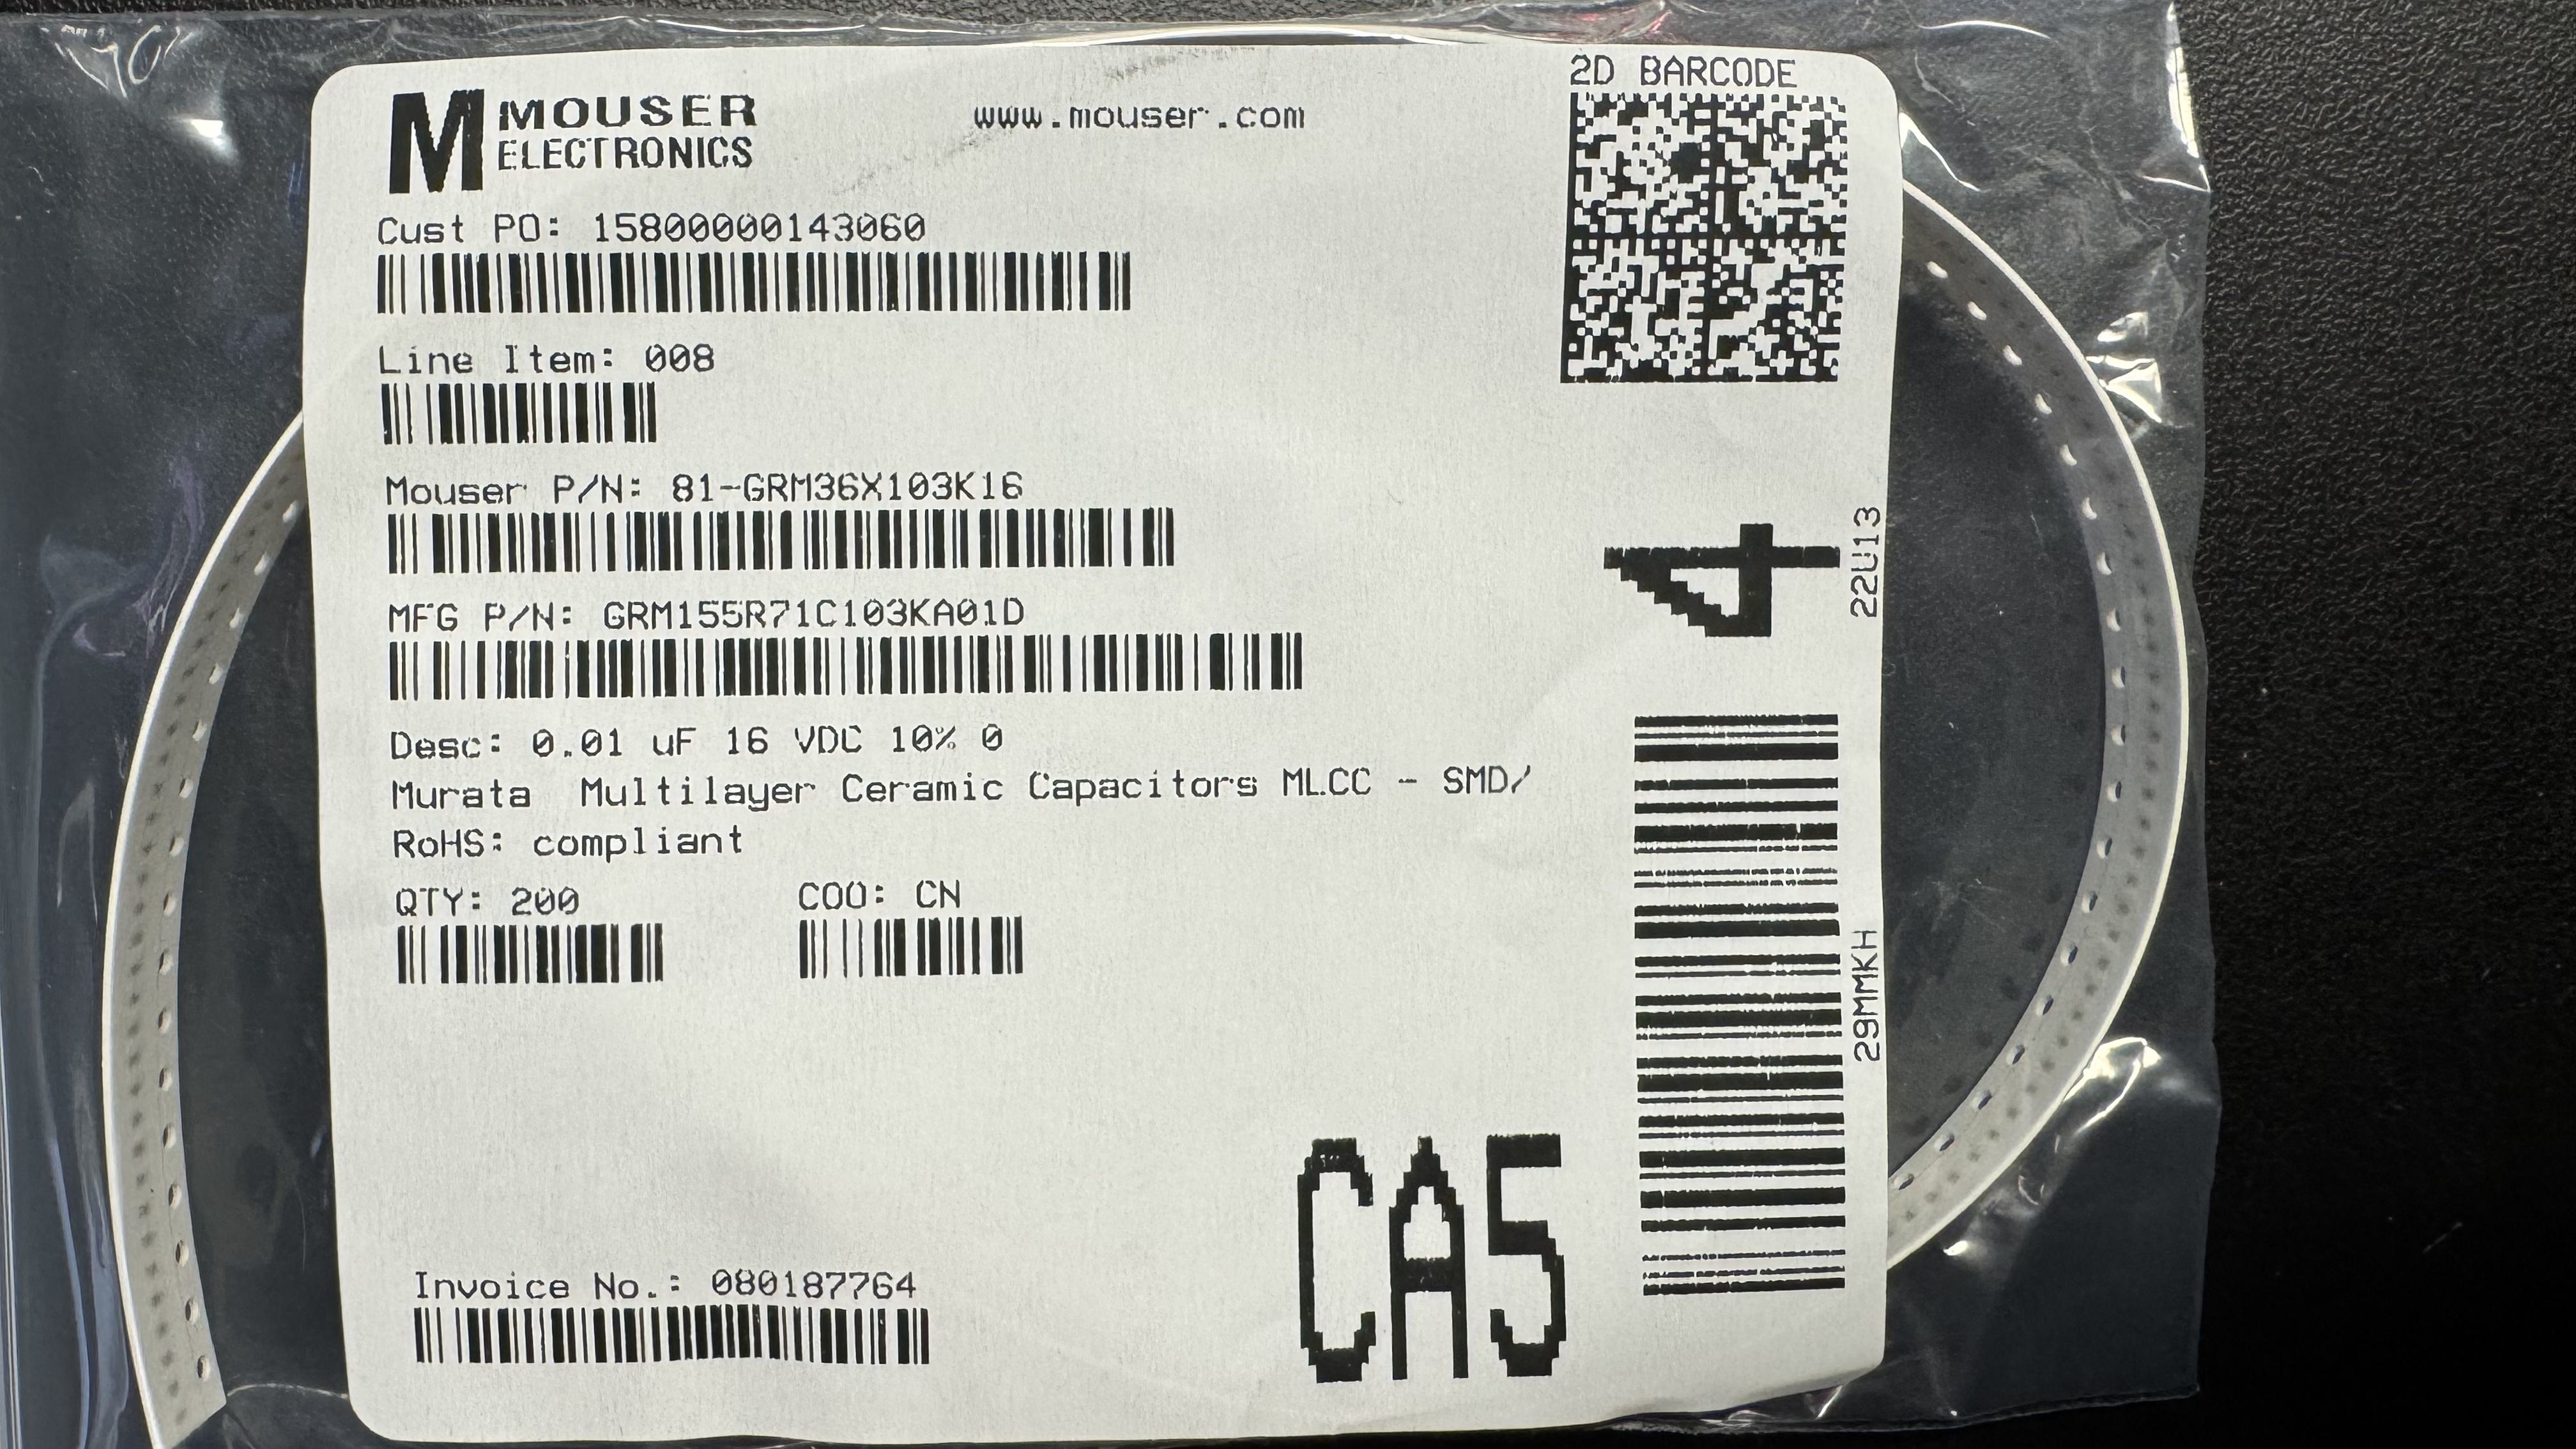 M MOUSER
ELECTRONICS
www.mouser.com
2D BARCODE
Cust PO: 15800000143060
Line Item: 008
Mouser P/N: 81-GRM36X103K16
MFG P/N: GRM155R71C103KA01D
Desc: 0.01 uF 16 VDC 10% 0
Murata  Multilayer Ceramic Capacitors MLCC - SMD/
RoHS: compliant
QTY: 200
COO: CN
Invoice No.: 080187764
CA5
4
22U13
29MMKH